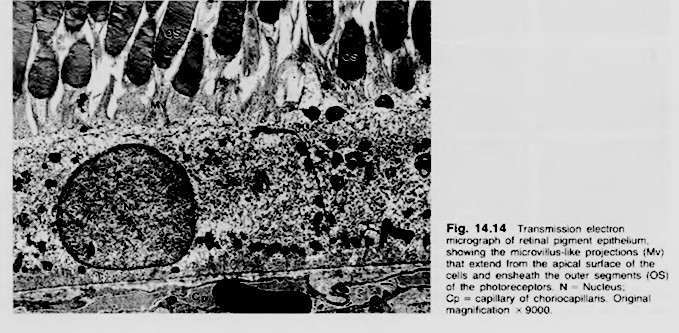 OS
OS
Mv
Mv
Cp
Fig. 14.14 Transmission electron
micrograph of retinal pigment epithelium,
showing the microvillus-like projections (Mv)
that extend from the apical surface of the
cells and ensheath the outer segments (OS)
of the photoreceptors. N = Nucleus;
Cp = capillary of choriocapillaris. Original
magnification × 9000.